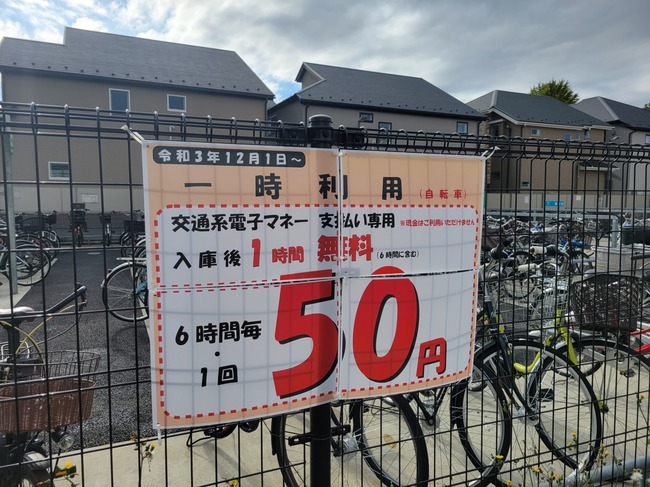 令和3年12月1日～
一時利用（自転車）
交通系電子マネー 支払い専用 ※現金はご利用いただけません
入庫後1時間 無料（6時間に含む）
6時間毎・1回 50円